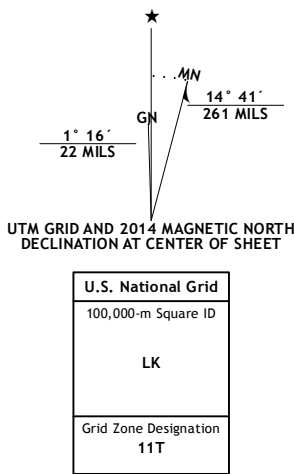 ★
MN
GN
1° 16´
22 MILS
14° 41´
261 MILS
UTM GRID AND 2014 MAGNETIC NORTH
DECLINATION AT CENTER OF SHEET
U.S. National Grid
100,000-m Square ID
LK
Grid Zone Designation
11T